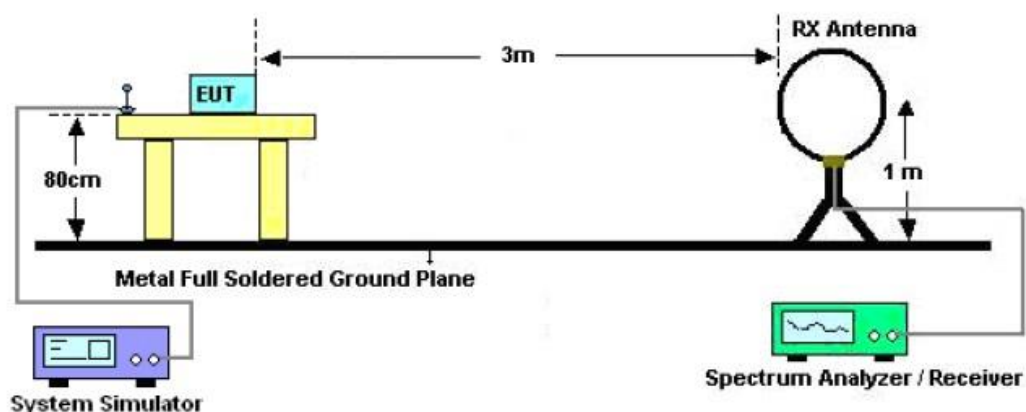 RX Antenna
3m
EUT
80cm
1 m
Metal Full Soldered Ground Plane
System Simulator
Spectrum Analyzer / Receiver